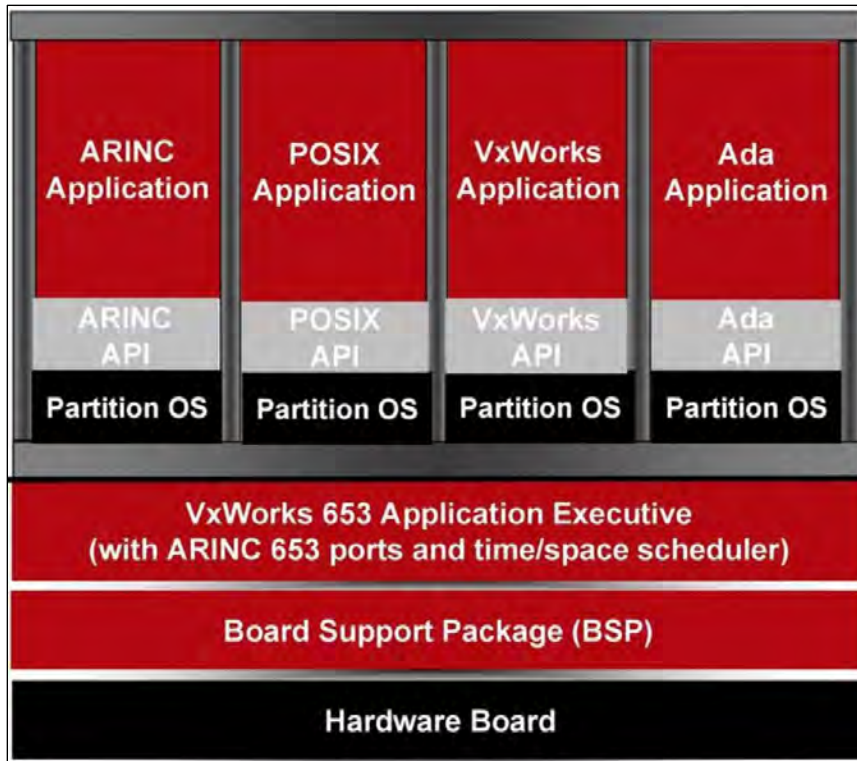 ARINC
Application
POSIX
Application
VxWorks
Application
Ada
Application
ARINC
API
POSIX
API
VxWorks
API
Ada
API
Partition OS
Partition OS
Partition OS
Partition OS
VxWorks 653 Application Executive
(with ARINC 653 ports and time/space scheduler)
Board Support Package (BSP)
Hardware Board